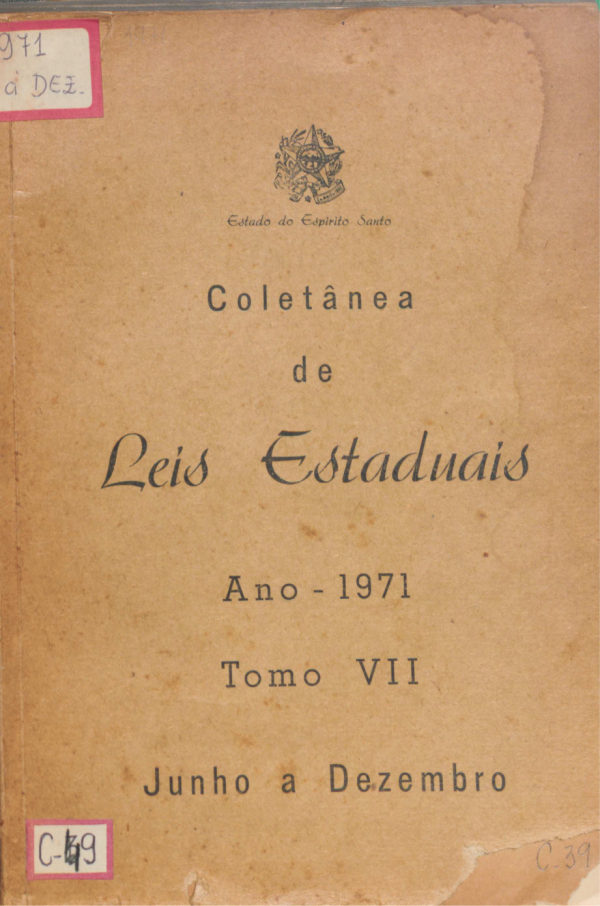 971
a DEZ.
Estado do Espírito Santo
Coletânea
de
Leis Estaduais
Ano - 1971
Tomo VII
Junho a Dezembro
C.39